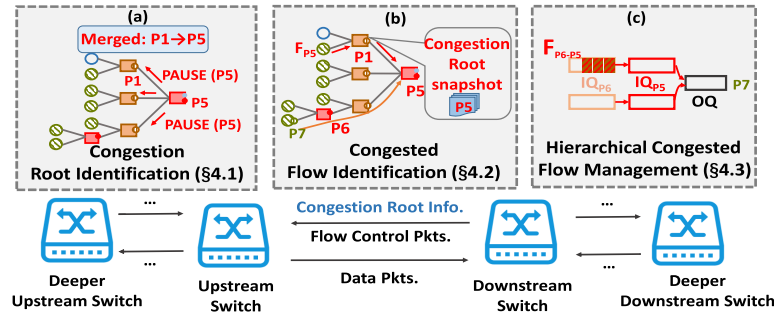 (a)
Merged: P1→P5
PAUSE (P5)
P1
P5
PAUSE (P5)
Congestion
Root Identification (§4.1)
(b)
F_P5
P1
Congestion
Root
snapshot
P5
P5
P7
P6
Congested
Flow Identification (§4.2)
(c)
F_P6-P5
IQ_P6
IQ_P5
OQ
P7
Hierarchical Congested
Flow Management (§4.3)
...
...
Congestion Root Info.
Flow Control Pkts.
Data Pkts.
...
...
Deeper
Upstream Switch
Upstream
Switch
Downstream
Switch
Deeper
Downstream Switch